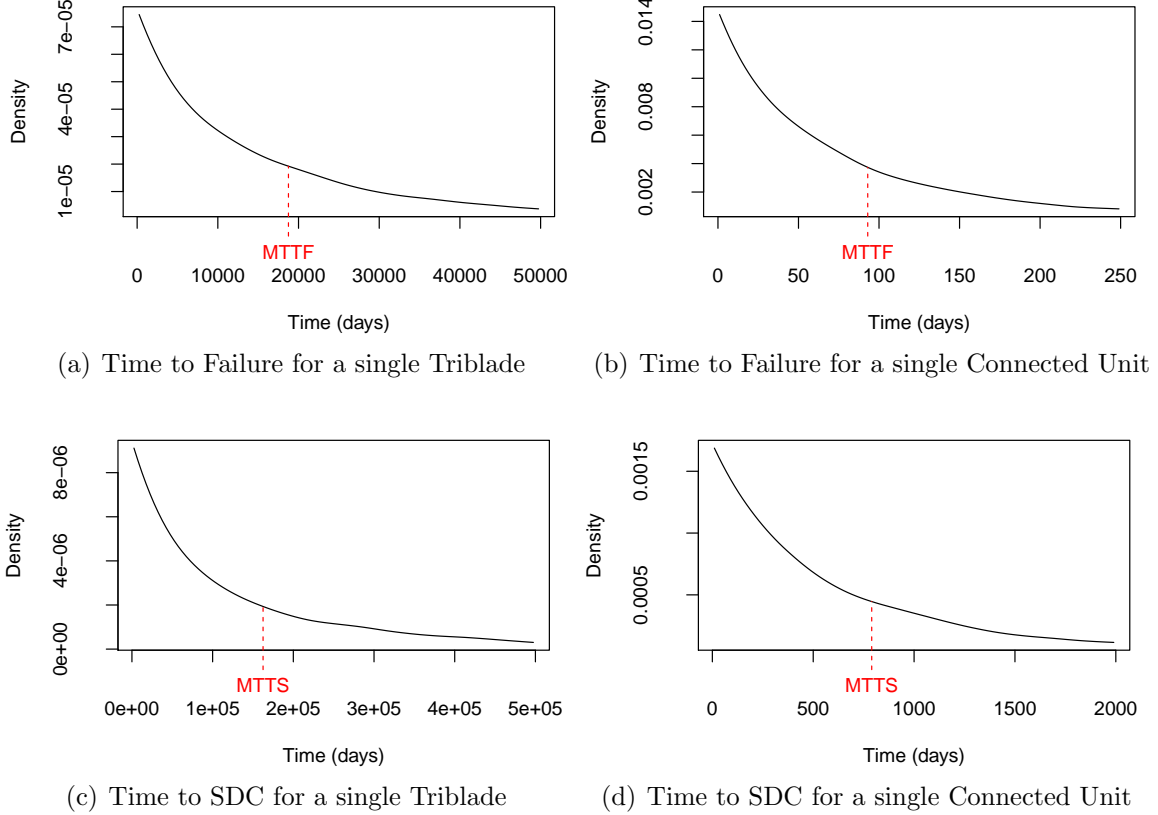 Density
7e-05
4e-05
1e-05
MTTF
0 10000 20000 30000 40000 50000
Time (days)
(a) Time to Failure for a single Triblade
Density
0.014
0.008
0.002
MTTF
0 50 100 150 200 250
Time (days)
(b) Time to Failure for a single Connected Unit
Density
8e-06
4e-06
0e+00
MTTS
0e+00 1e+05 2e+05 3e+05 4e+05 5e+05
Time (days)
(c) Time to SDC for a single Triblade
Density
0.0015
0.0005
MTTS
0 500 1000 1500 2000
Time (days)
(d) Time to SDC for a single Connected Unit